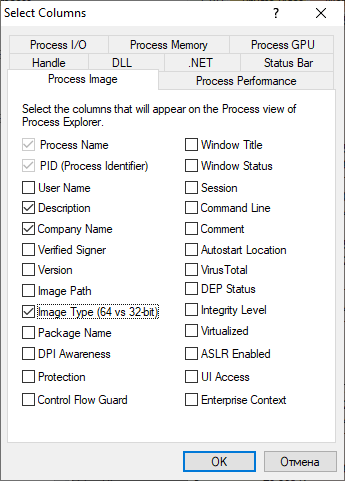 Select Columns
?
Process I/O
Process Memory
Process GPU
Handle
DLL
.NET
Status Bar
Process Image
Process Performance
Select the columns that will appear on the Process view of
Process Explorer.
Process Name
PID (Process Identifier)
User Name
Description
Company Name
Verified Signer
Version
Image Path
Image Type (64 vs 32-bit)
Package Name
DPI Awareness
Protection
Control Flow Guard
Window Title
Window Status
Session
Command Line
Comment
Autostart Location
VirusTotal
DEP Status
Integrity Level
Virtualized
ASLR Enabled
UI Access
Enterprise Context
OK
Отмена